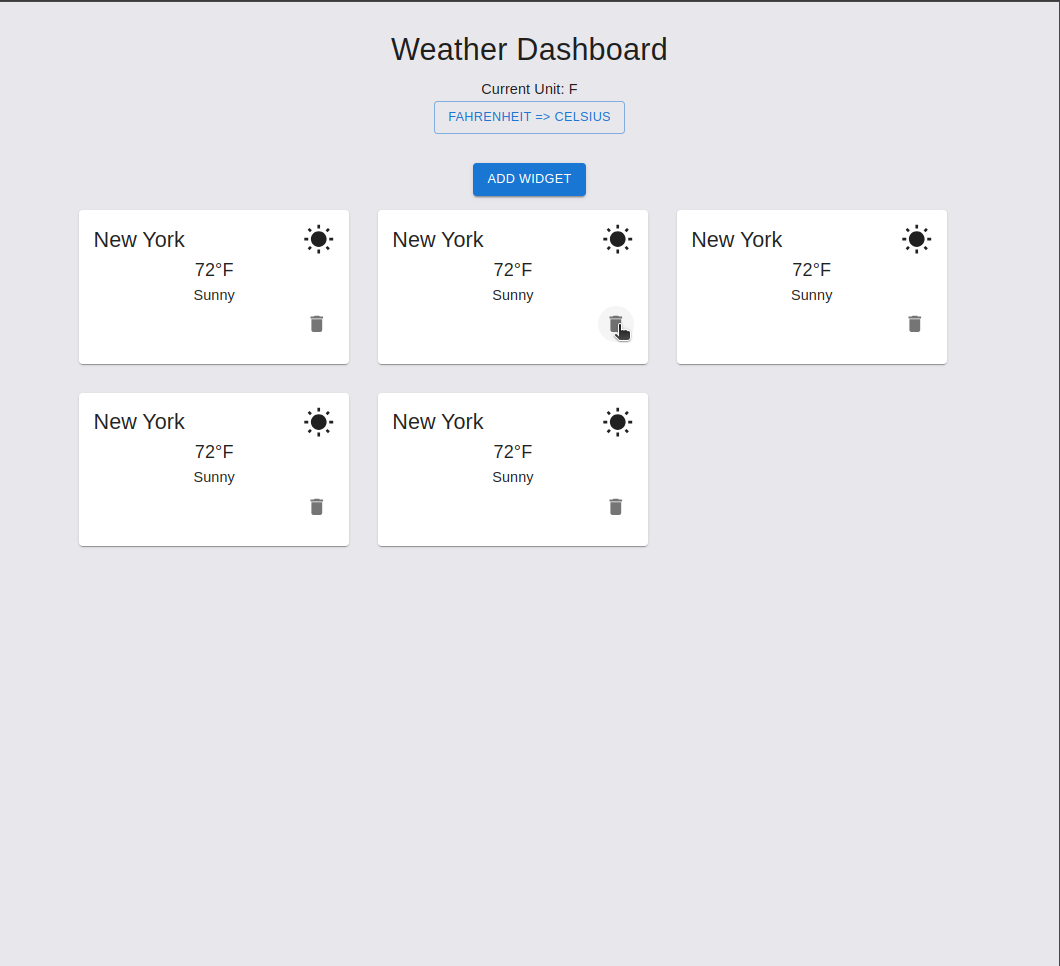 Weather Dashboard
Current Unit: F
FAHRENHEIT => CELSIUS
ADD WIDGET
New York
72°F
Sunny
New York
72°F
Sunny
New York
72°F
Sunny
New York
72°F
Sunny
New York
72°F
Sunny